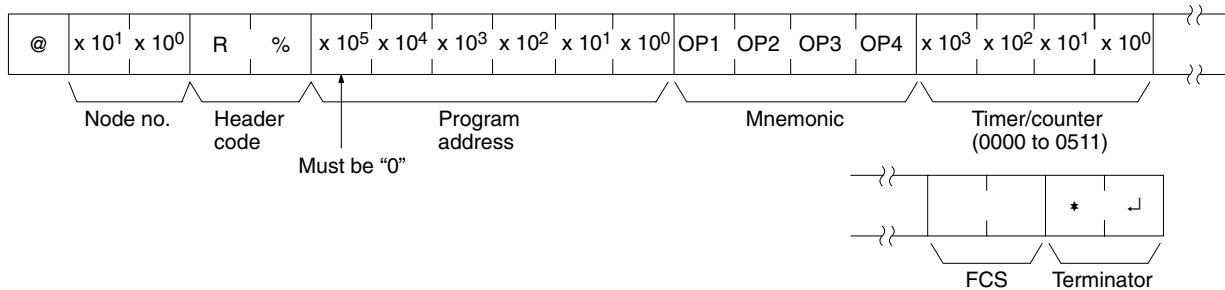 @ x 10¹ x 10⁰ R % x 10⁵ x 10⁴ x 10³ x 10² x 10¹ x 10⁰ OP1 OP2 OP3 OP4 x 10³ x 10² x 10¹ x 10⁰
Node no. Header code Program address Mnemonic Timer/counter (0000 to 0511)
Must be “0”
* ↵
FCS Terminator